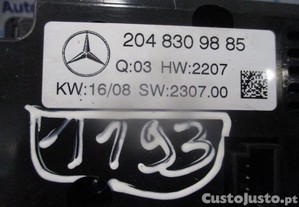 204 830 98 85
Q:03 HW:2207
KW:16/08 SW:2307.00
1193
CustoJusto.pt